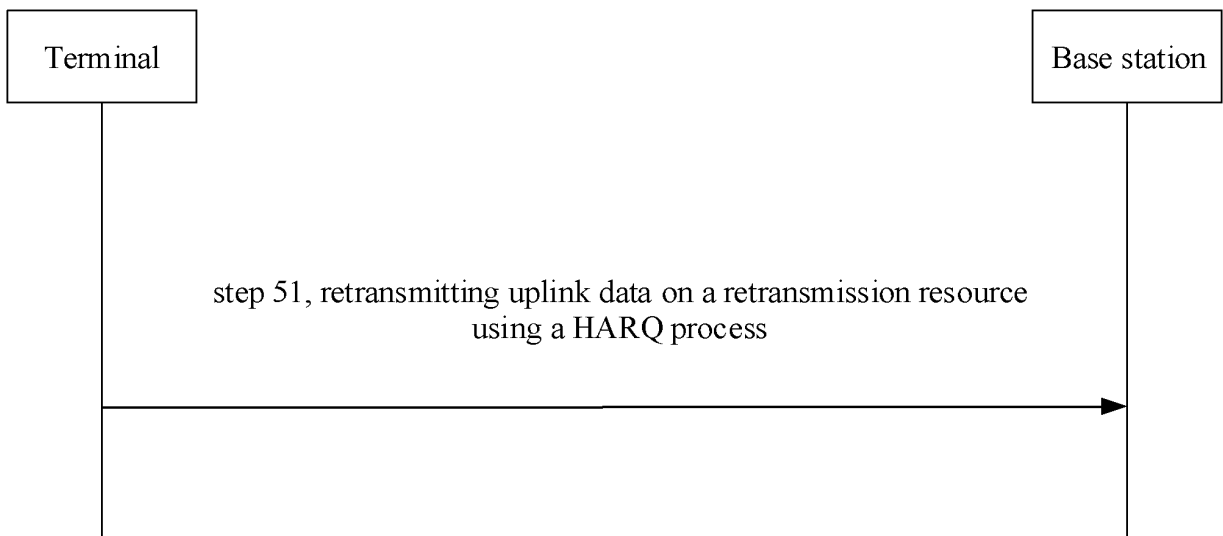 Terminal
Base station
step 51, retransmitting uplink data on a retransmission resource
using a HARQ process